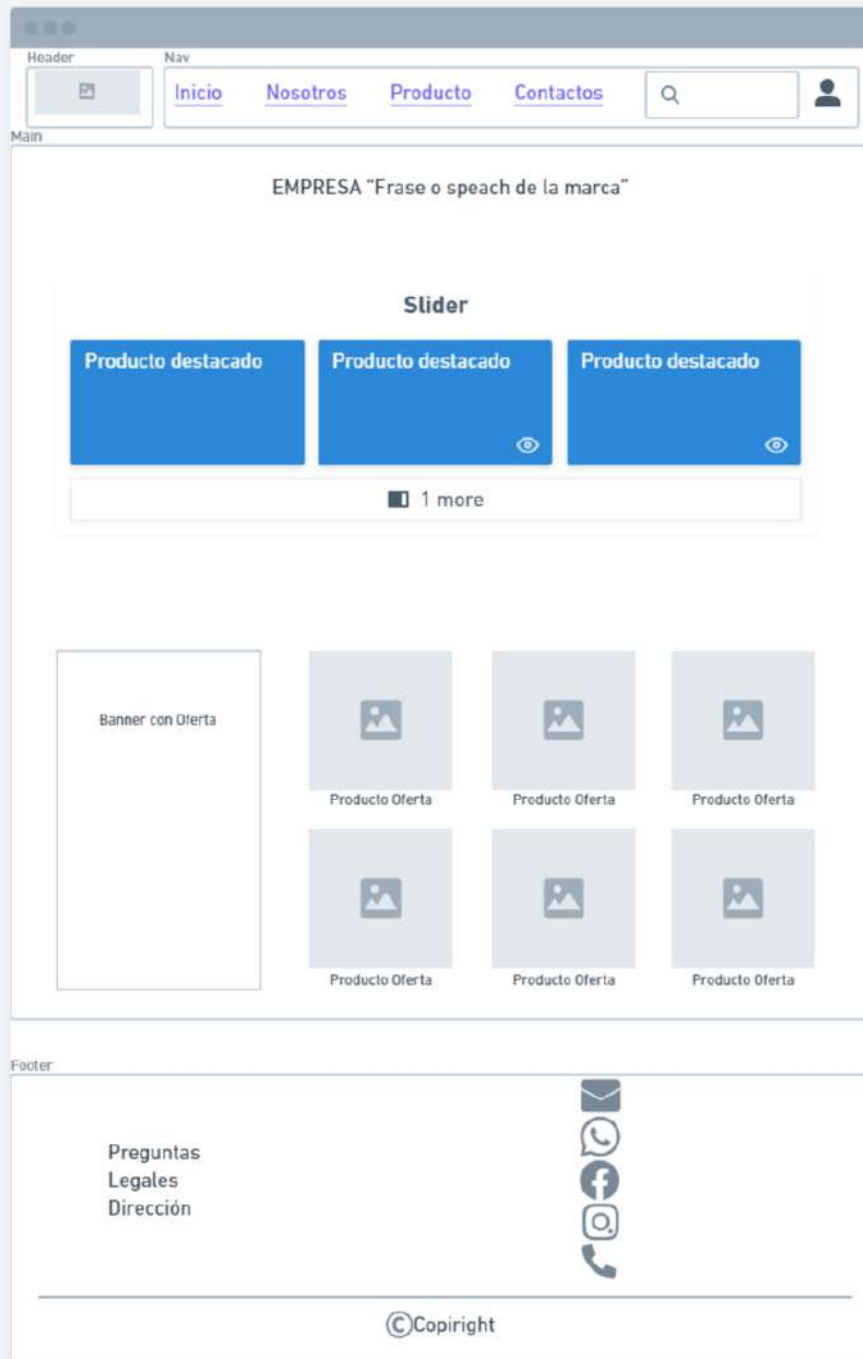 Header
Nav
Inicio Nosotros Producto Contactos
Main
EMPRESA "Frase o speach de la marca"
Slider
Producto destacado Producto destacado Producto destacado
1 more
Banner con Oferta
Producto Oferta Producto Oferta Producto Oferta
Producto Oferta Producto Oferta Producto Oferta
Footer
Preguntas
Legales
Dirección
©Copiright